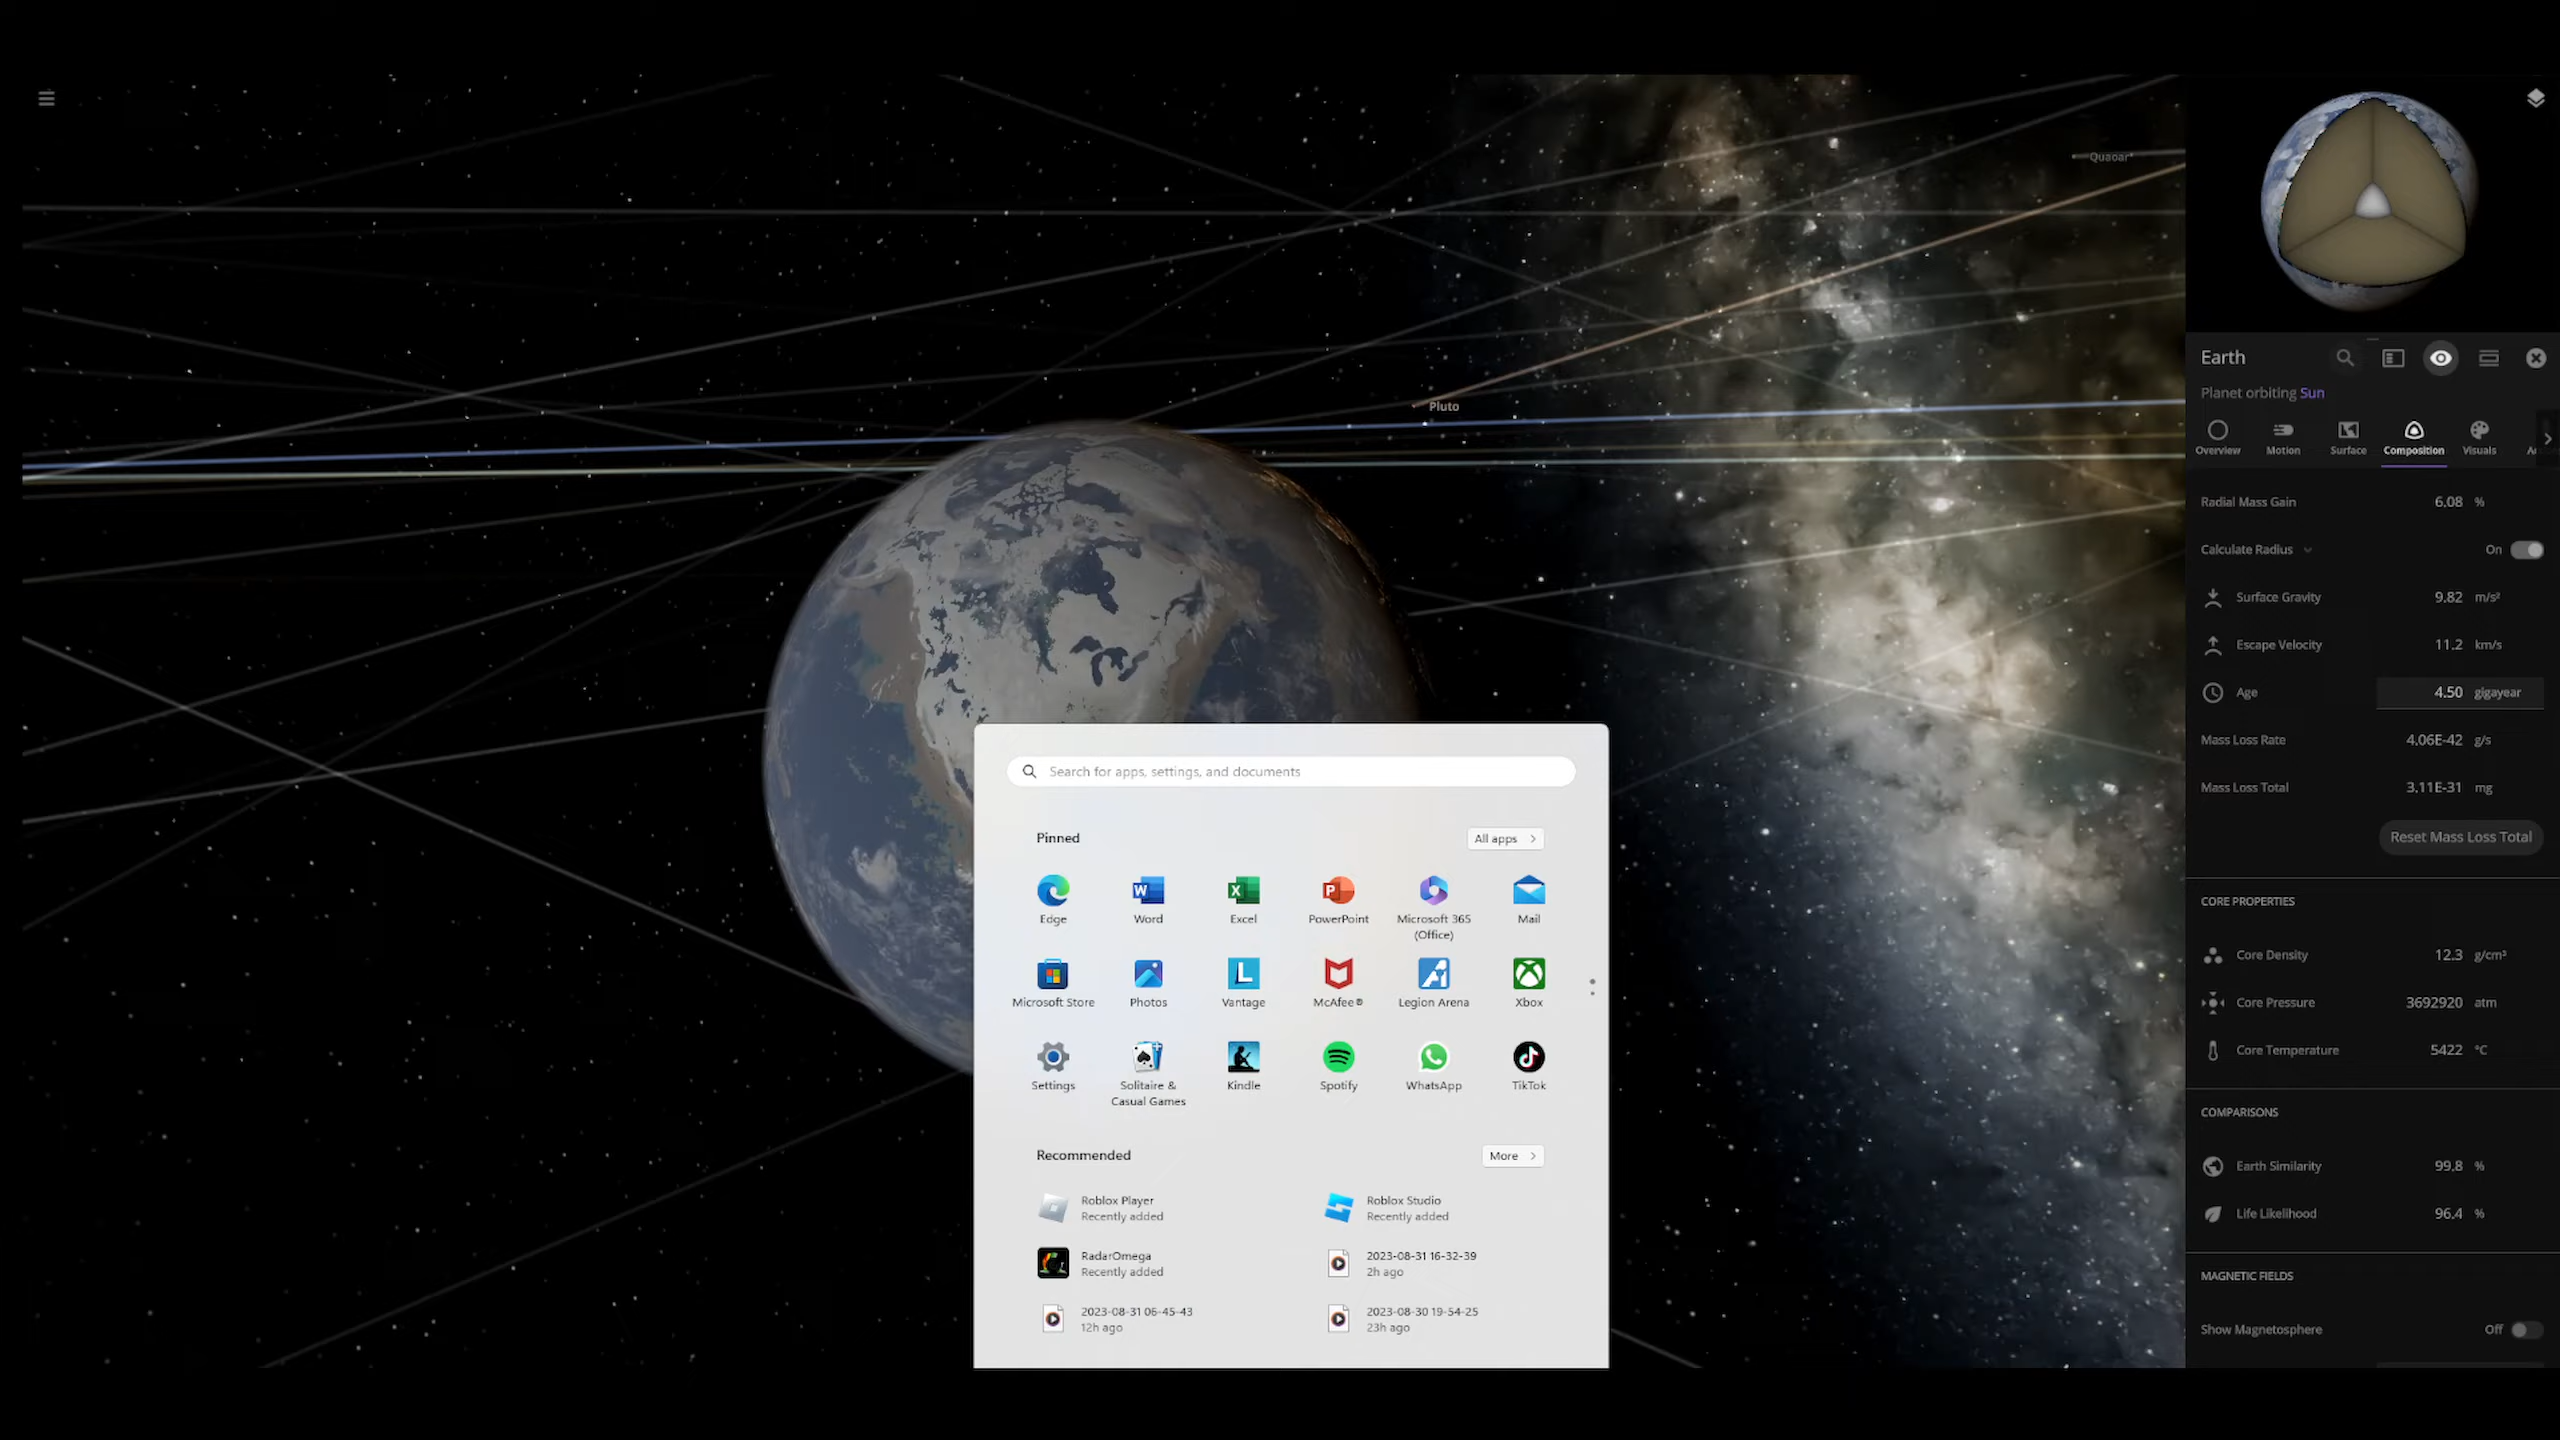 Quaoar
Pluto
Earth
Planet orbiting Sun
Overview
Motion
Surface
Composition
Visuals
Radial Mass Gain 6.08 %
Calculate Radius On
Surface Gravity 9.82 m/s²
Escape Velocity 11.2 km/s
Age 4.50 gigayear
Mass Loss Rate 4.06E-42 g/s
Mass Loss Total 3.11E-31 mg
Reset Mass Loss Total
CORE PROPERTIES
Core Density 12.3 g/cm³
Core Pressure 3692920 atm
Core Temperature 5422 °C
COMPARISONS
Earth Similarity 99.8 %
Life Likelihood 96.4 %
MAGNETIC FIELDS
Show Magnetosphere Off
Search for apps, settings, and documents
Pinned
All apps
Edge
Word
Excel
PowerPoint
Microsoft 365
(Office)
Mail
Microsoft Store
Photos
Vantage
McAfee®
Legion Arena
Xbox
Settings
Solitaire &
Casual Games
Kindle
Spotify
WhatsApp
TikTok
Recommended
More
Roblox Player
Recently added
Roblox Studio
Recently added
RadarOmega
Recently added
2023-08-31 16-32-39
2h ago
2023-08-31 06-45-43
12h ago
2023-08-30 19-54-25
23h ago